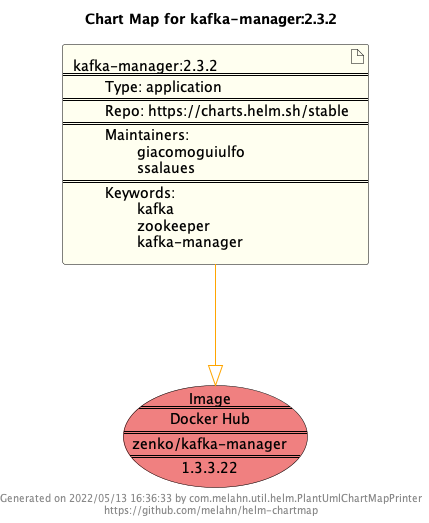 Chart Map for kafka-manager:2.3.2
kafka-manager:2.3.2
Type: application
Repo: https://charts.helm.sh/stable
Maintainers:
giacomoguiulfo
ssalaues
Keywords:
kafka
zookeeper
kafka-manager
Image
Docker Hub
zenko/kafka-manager
1.3.3.22
Generated on 2022/05/13 16:36:33 by com.melahn.util.helm.PlantUmlChartMapPrinter
https://github.com/melahn/helm-chartmap